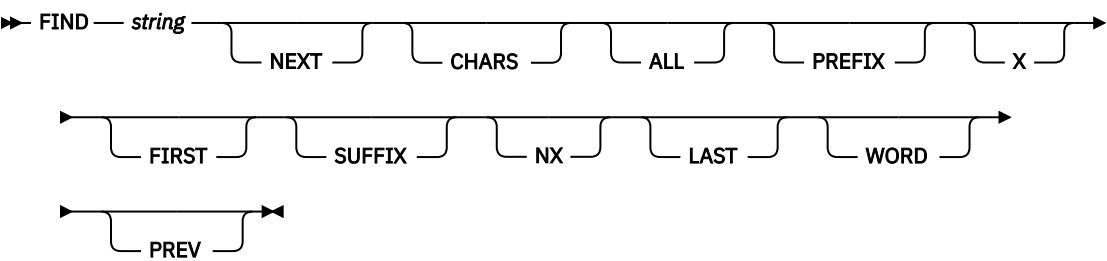 FIND string
NEXT CHARS ALL PREFIX X
FIRST SUFFIX NX LAST WORD
PREV